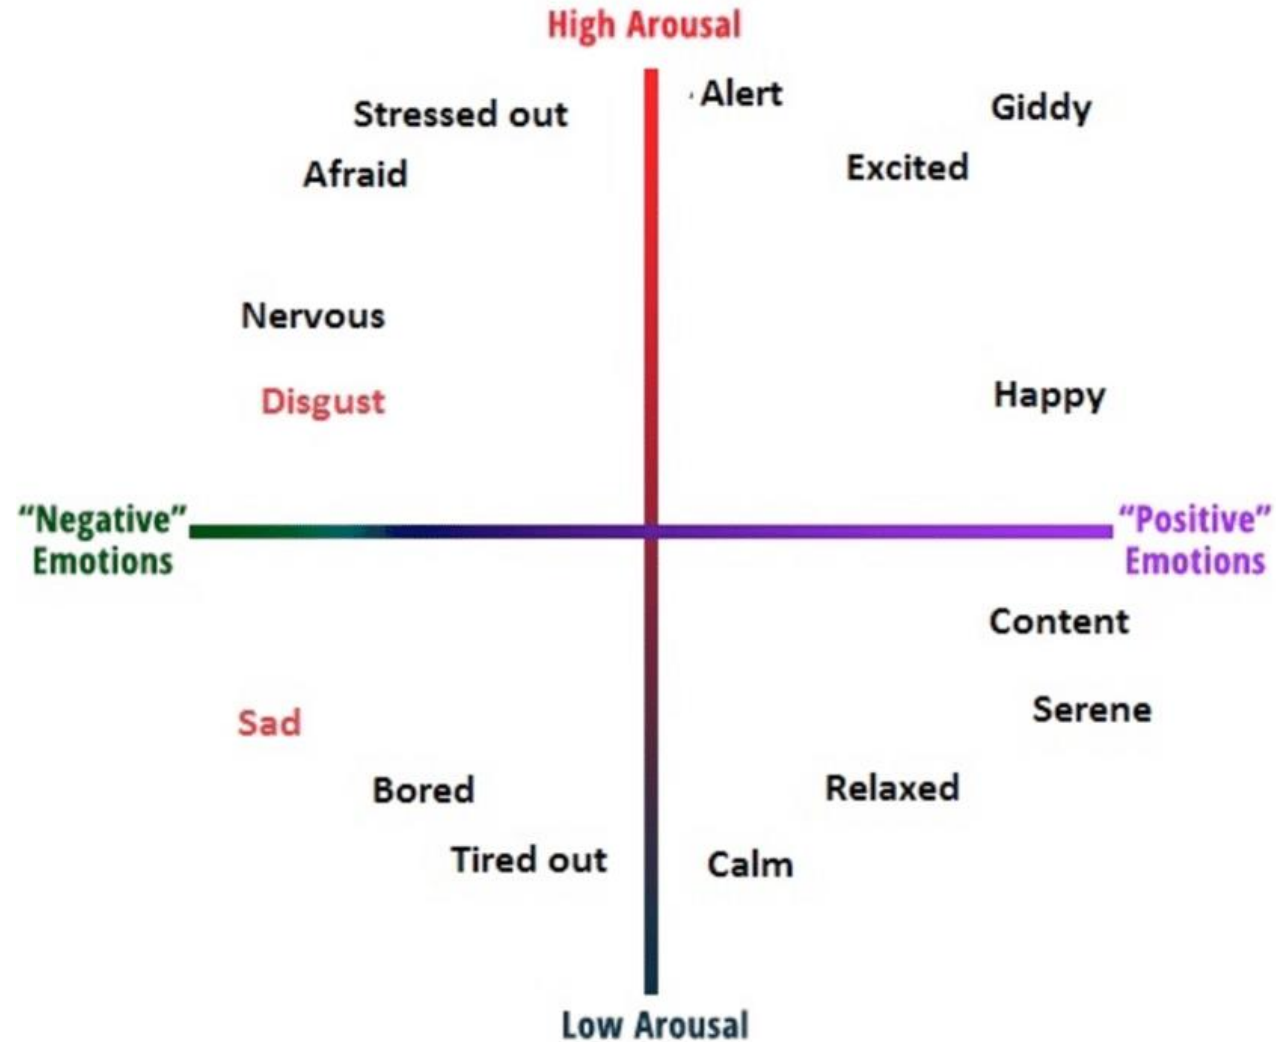 High Arousal
Alert
Giddy
Stressed out
Excited
Afraid
Nervous
Happy
Disgust
“Negative”
Emotions
“Positive”
Emotions
Content
Serene
Sad
Bored
Relaxed
Tired out
Calm
Low Arousal